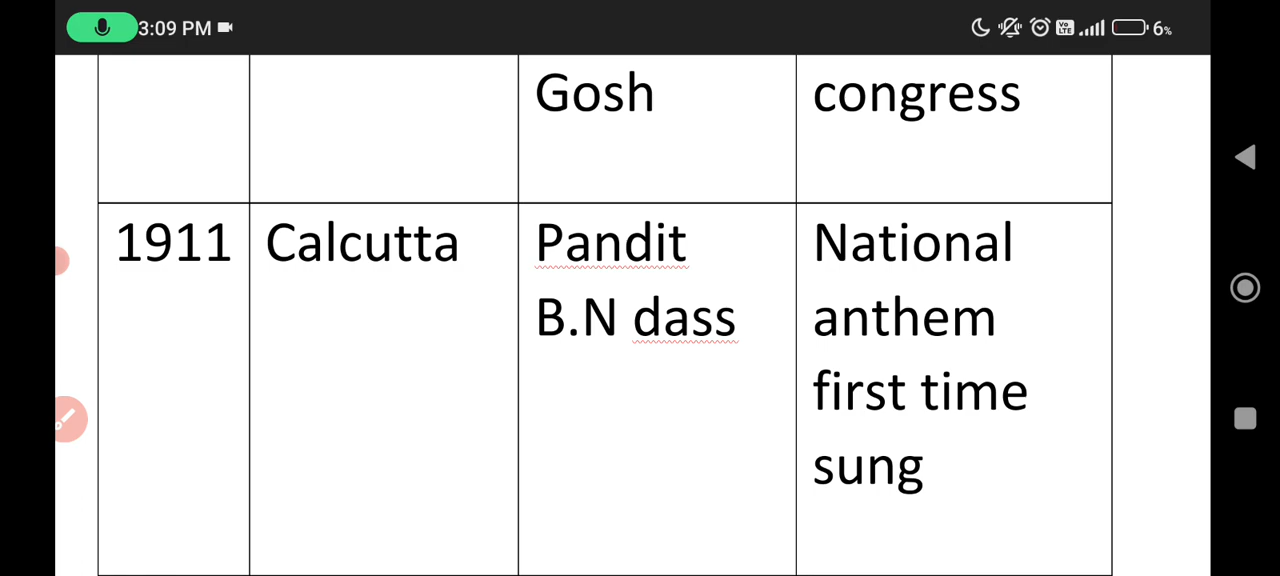 3:09 PM 6%
Gosh congress
1911 Calcutta Pandit National
B.N dass anthem
first time
sung